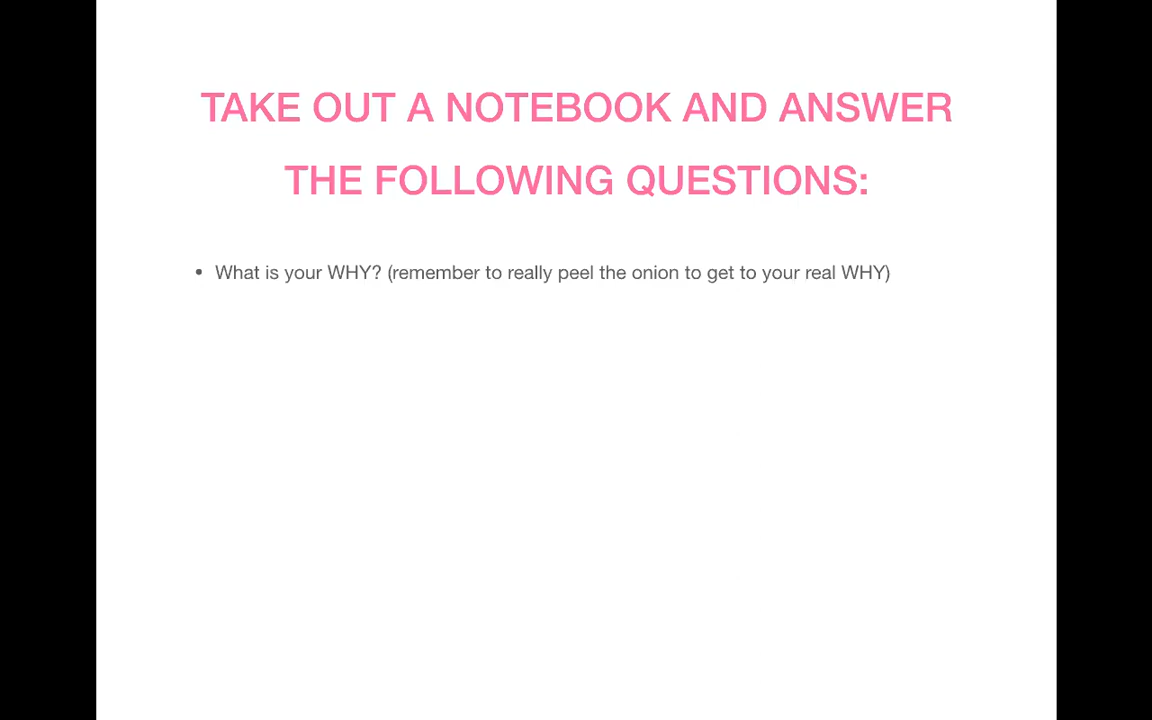 TAKE OUT A NOTEBOOK AND ANSWER
THE FOLLOWING QUESTIONS:
• What is your WHY? (remember to really peel the onion to get to your real WHY)